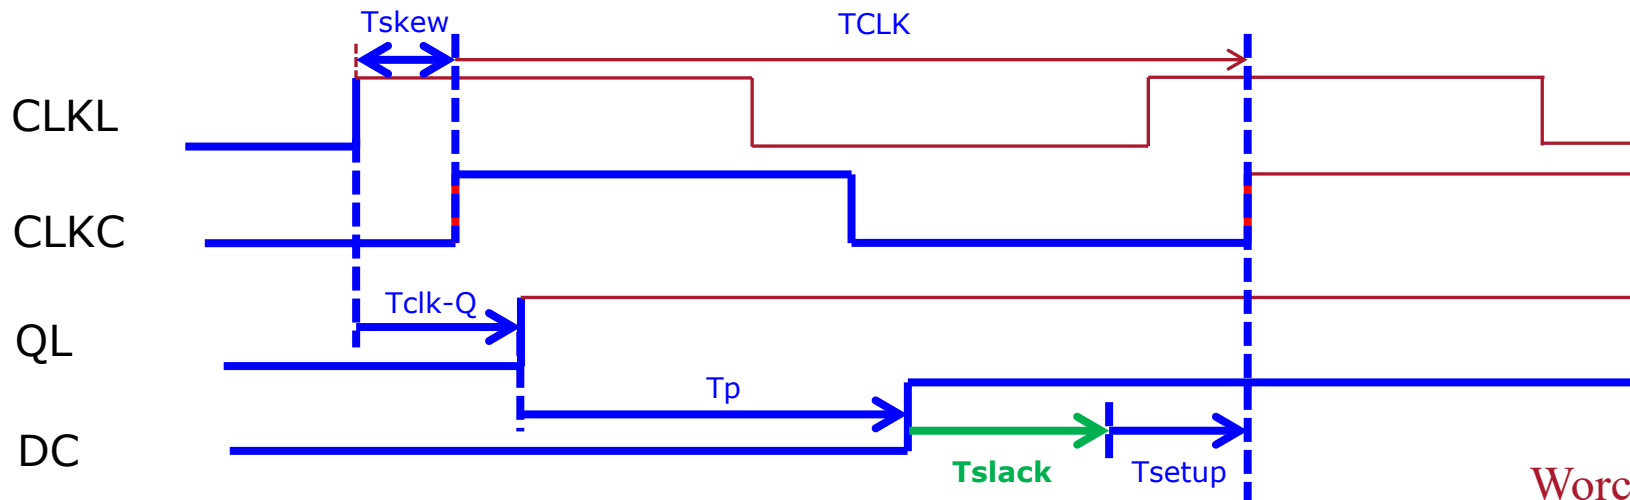 Tskew
TCLK
CLKL
CLKC
Tclk-Q
QL
Tp
DC
Tslack
Tsetup
Worc